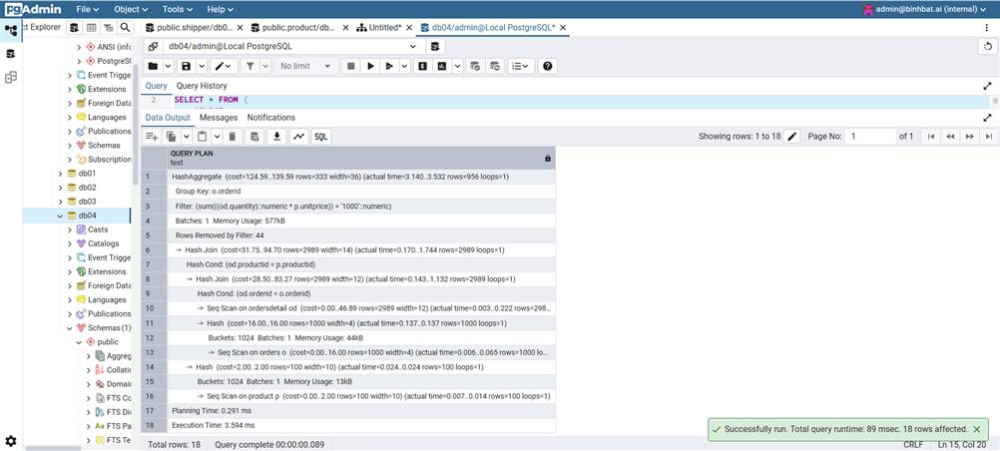 pgAdmin File Object Tools Help admin@binhbat.ai (internal)
ct Explorer public.shipper/db0... public.product/db... Untitled* db04/admin@Local PostgreSQL*
db04/admin@Local PostgreSQL
No limit
Query Query History
2 SELECT * FROM (
Data Output Messages Notifications
SQL Showing rows: 1 to 18 Page No: 1 of 1
ANSI (info
PostgreS
Event Trigge
Extensions
Foreign Data
Languages
Publications
Schemas
Subscription
db01
db02
db03
db04
Casts
Catalogs
Event Trigge
Extensions
Foreign Data
Languages
Publications
Schemas (1)
public
Aggreg
Collatio
Domai
FTS Co
FTS Di
FTS Pa
FTS Te
QUERY PLAN
text
1 HashAggregate (cost=124.59..139.59 rows=333 width=36) (actual time=3.140..3.532 rows=956 loops=1)
2 Group Key: o.orderid
3 Filter: (sum(((od.quantity)::numeric * p.unitprice)) > '1000'::numeric)
4 Batches: 1 Memory Usage: 577kB
5 Rows Removed by Filter: 44
6 -> Hash Join (cost=31.75..94.70 rows=2989 width=14) (actual time=0.170..1.744 rows=2989 loops=1)
7 Hash Cond: (od.productid = p.productid)
8 -> Hash Join (cost=28.50..83.27 rows=2989 width=12) (actual time=0.143..1.132 rows=2989 loops=1)
9 Hash Cond: (od.orderid = o.orderid)
10 -> Seq Scan on ordersdetail od (cost=0.00..46.89 rows=2989 width=12) (actual time=0.003..0.222 rows=298...
11 -> Hash (cost=16.00..16.00 rows=1000 width=4) (actual time=0.137..0.137 rows=1000 loops=1)
12 Buckets: 1024 Batches: 1 Memory Usage: 44kB
13 -> Seq Scan on orders o (cost=0.00..16.00 rows=1000 width=4) (actual time=0.006..0.065 rows=1000 lo...
14 -> Hash (cost=2.00..2.00 rows=100 width=10) (actual time=0.024..0.024 rows=100 loops=1)
15 Buckets: 1024 Batches: 1 Memory Usage: 13kB
16 -> Seq Scan on product p (cost=0.00..2.00 rows=100 width=10) (actual time=0.007..0.014 rows=100 loops=1)
17 Planning Time: 0.291 ms
18 Execution Time: 3.594 ms
Successfully run. Total query runtime: 89 msec. 18 rows affected.
Total rows: 18 Query complete 00:00:00.089 CRLF Ln 15, Col 20